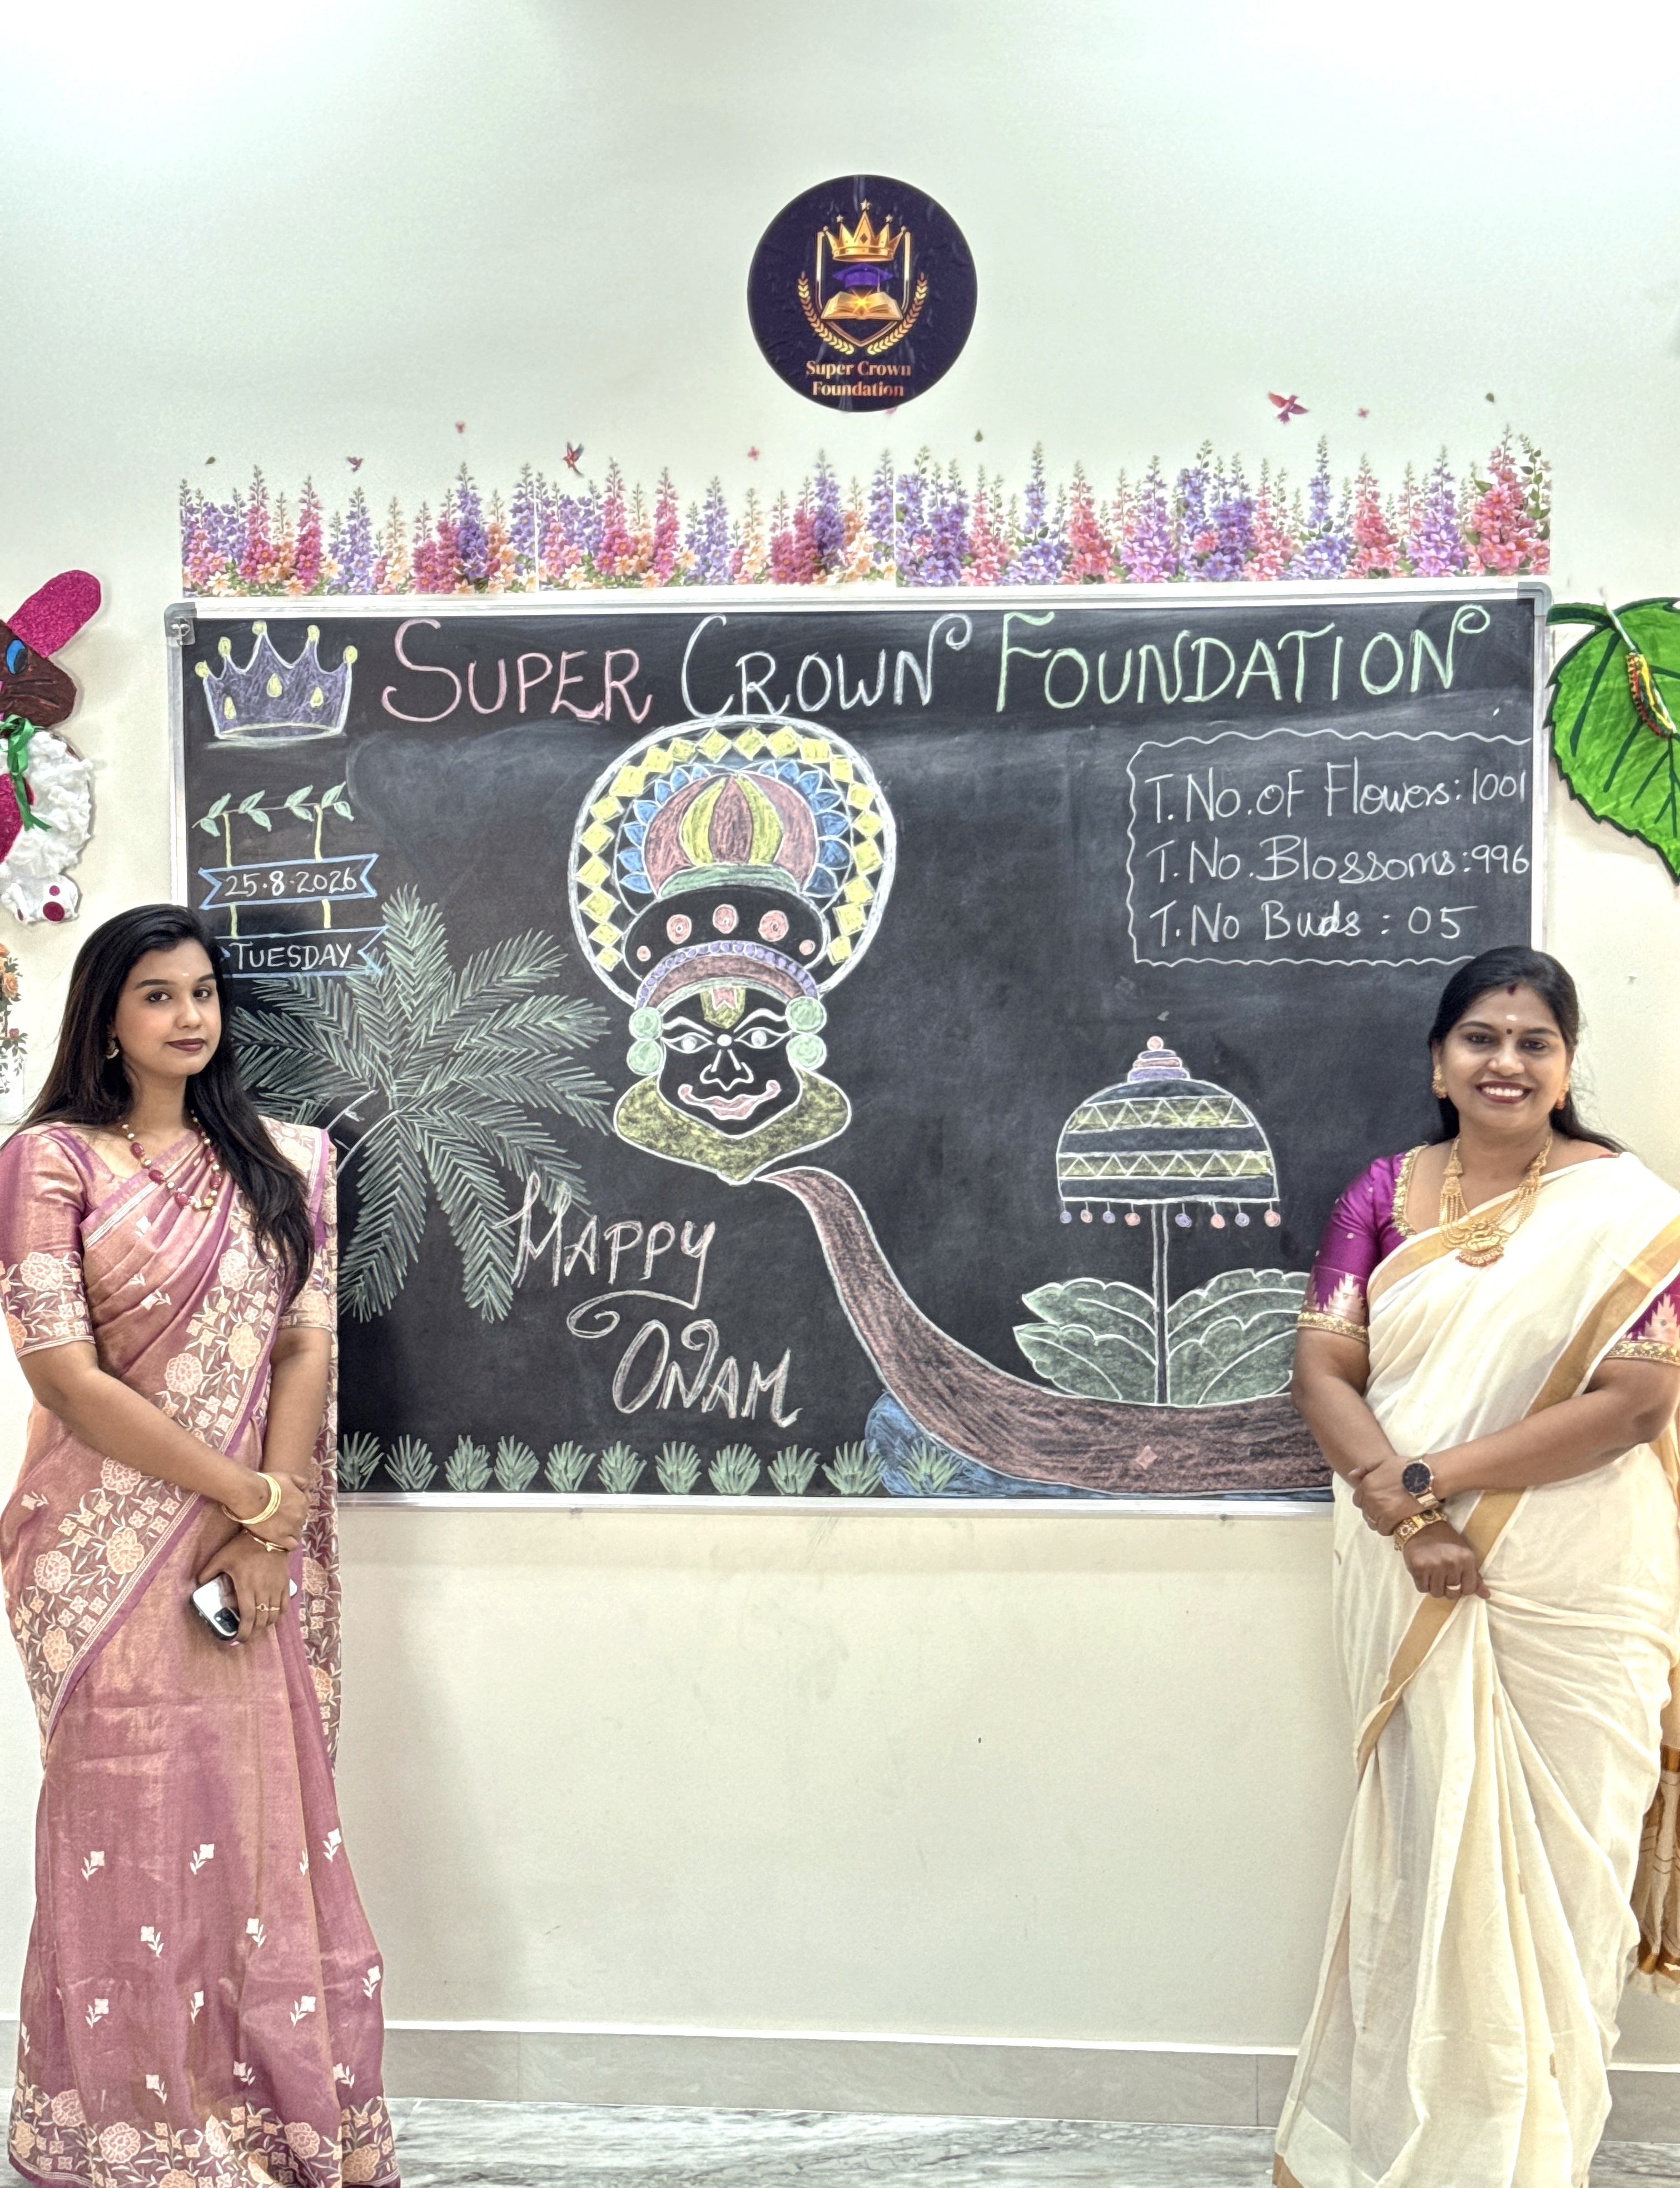 Super Crown
Foundation
SUPER CROWN FOUNDATION
25·8·2026
TUESDAY
T. No. of Flowers: 1001
T. No. Blossoms: 996
T. No Buds : 05
HAPPY
ONAM